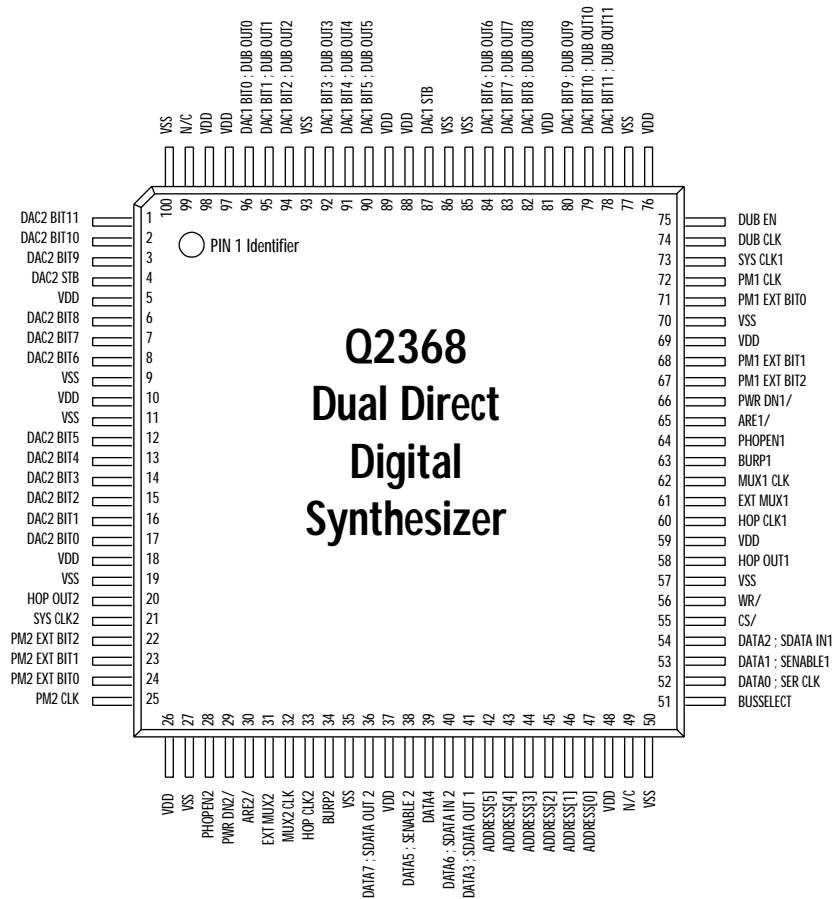 DAC1 BIT0 ; DUB OUT0
DAC1 BIT1 ; DUB OUT1
DAC1 BIT2 ; DUB OUT2
DAC1 BIT3 ; DUB OUT3
DAC1 BIT4 ; DUB OUT4
DAC1 BIT5 ; DUB OUT5
DAC1 BIT6 ; DUB OUT6
DAC1 BIT7 ; DUB OUT7
DAC1 BIT8 ; DUB OUT8
DAC1 BIT9 ; DUB OUT9
DAC1 BIT10 ; DUB OUT10
DAC1 BIT11 ; DUB OUT11
VSS
N/C
VDD
VDD
VSS
VDD
VDD
DAC1 STB
VSS
VSS
VDD
VSS
VDD
100 99 98 97 96 95 94 93 92 91 90 89 88 87 86 85 84 83 82 81 80 79 78 77 76
DAC2 BIT11 1
DAC2 BIT10 2
DAC2 BIT9 3
DAC2 STB 4
VDD 5
DAC2 BIT8 6
DAC2 BIT7 7
DAC2 BIT6 8
VSS 9
VDD 10
VSS 11
DAC2 BIT5 12
DAC2 BIT4 13
DAC2 BIT3 14
DAC2 BIT2 15
DAC2 BIT1 16
DAC2 BIT0 17
VDD 18
VSS 19
HOP OUT2 20
SYS CLK2 21
PM2 EXT BIT2 22
PM2 EXT BIT1 23
PM2 EXT BIT0 24
PM2 CLK 25
PIN 1 Identifier
Q2368
Dual Direct
Digital
Synthesizer
75 DUB EN
74 DUB CLK
73 SYS CLK1
72 PM1 CLK
71 PM1 EXT BIT0
70 VSS
69 VDD
68 PM1 EXT BIT1
67 PM1 EXT BIT2
66 PWR DN1/
65 ARE1/
64 PHOPEN1
63 BURP1
62 MUX1 CLK
61 EXT MUX1
60 HOP CLK1
59 VDD
58 HOP OUT1
57 VSS
56 WR/
55 CS/
54 DATA2 ; SDATA IN1
53 DATA1 ; SENABLE1
52 DATA0 ; SER CLK
51 BUSSELECT
26 27 28 29 30 31 32 33 34 35 36 37 38 39 40 41 42 43 44 45 46 47 48 49 50
VDD
VSS
PHOPEN2
PWR DN2/
ARE2/
EXT MUX2
MUX2 CLK
HOP CLK2
BURP2
VSS
DATA7 ; SDATA OUT 2
VDD
DATA5 ; SENABLE 2
DATA4
DATA6 ; SDATA IN 2
DATA3 ; SDATA OUT 1
ADDRESS[5]
ADDRESS[4]
ADDRESS[3]
ADDRESS[2]
ADDRESS[1]
ADDRESS[0]
VDD
N/C
VSS